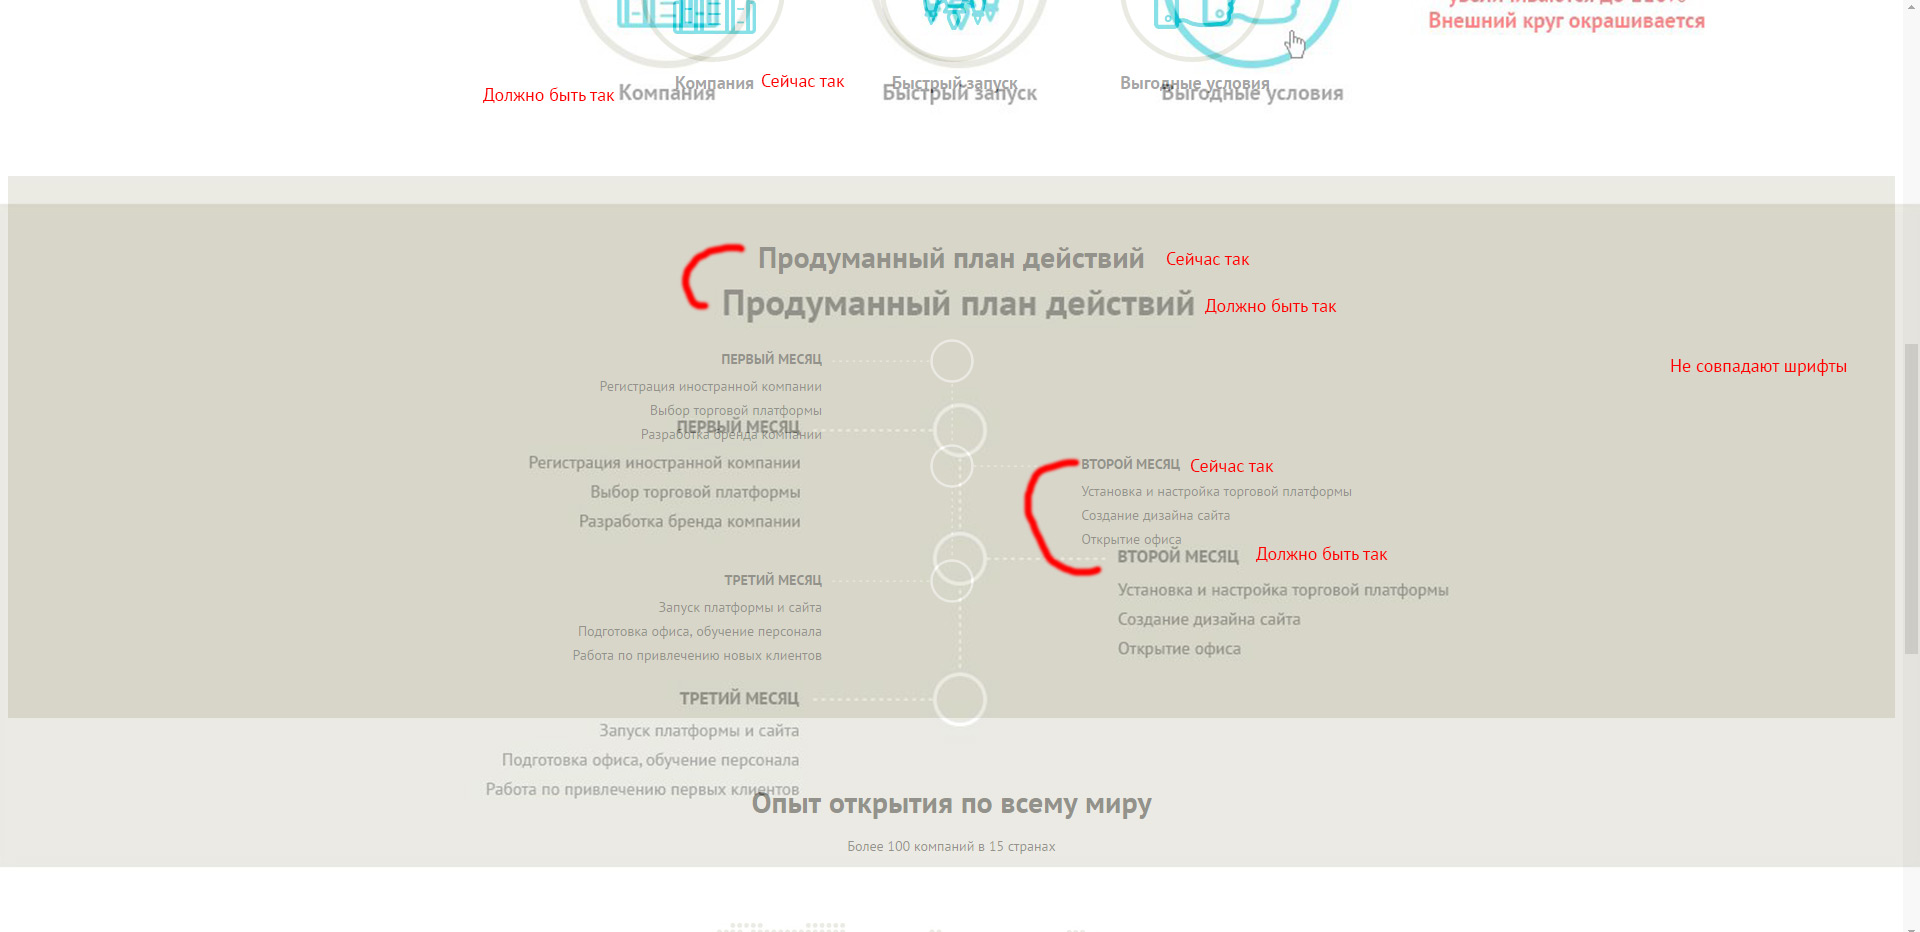 увеличиваются до 110%
Внешний круг окрашивается
Компания
Сейчас так
Быстрый запуск
Выгодные условия
Должно быть так
Компания
Быстрый запуск
Выгодные условия
Продуманный план действий
Сейчас так
Продуманный план действий
Должно быть так
ПЕРВЫЙ МЕСЯЦ
Не совпадают шрифты
Регистрация иностранной компании
Выбор торговой платформы
ПЕРВЫЙ МЕСЯЦ
Разработка бренда компании
Регистрация иностранной компании
Выбор торговой платформы
Разработка бренда компании
ВТОРОЙ МЕСЯЦ
Сейчас так
Установка и настройка торговой платформы
Создание дизайна сайта
Открытие офиса
ВТОРОЙ МЕСЯЦ
Должно быть так
Установка и настройка торговой платформы
Создание дизайна сайта
Открытие офиса
ТРЕТИЙ МЕСЯЦ
Запуск платформы и сайта
Подготовка офиса, обучение персонала
Работа по привлечению новых клиентов
ТРЕТИЙ МЕСЯЦ
Запуск платформы и сайта
Подготовка офиса, обучение персонала
Работа по привлечению первых клиентов
Опыт открытия по всему миру
Более 100 компаний в 15 странах